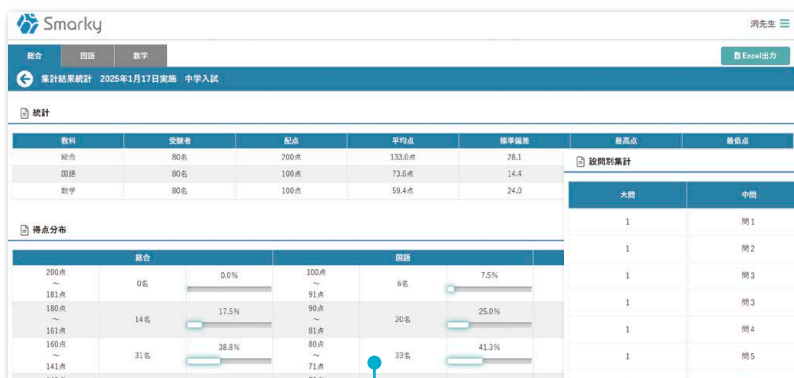 Smarky
洞先生
総合 国語 数学
Excel出力
集計結果統計 2025年1月17日実施 中学入試
統計
教科 受験者 配点 平均点 標準偏差 最高点 最低点
総合 80名 200点 133.0点 28.1
国語 80名 100点 73.6点 14.4
数学 80名 100点 59.4点 24.0
設問別集計
大問 中問
1 問1
1 問2
1 問3
1 問3
1 問4
1 問5
得点分布
総合 国語
200点 〜 181点 0名 0.0% 100点 〜 91点 6名 7.5%
180点 〜 161点 14名 17.5% 90点 〜 81点 20名 25.0%
160点 〜 141点 31名 38.8% 80点 〜 71点 33名 41.3%